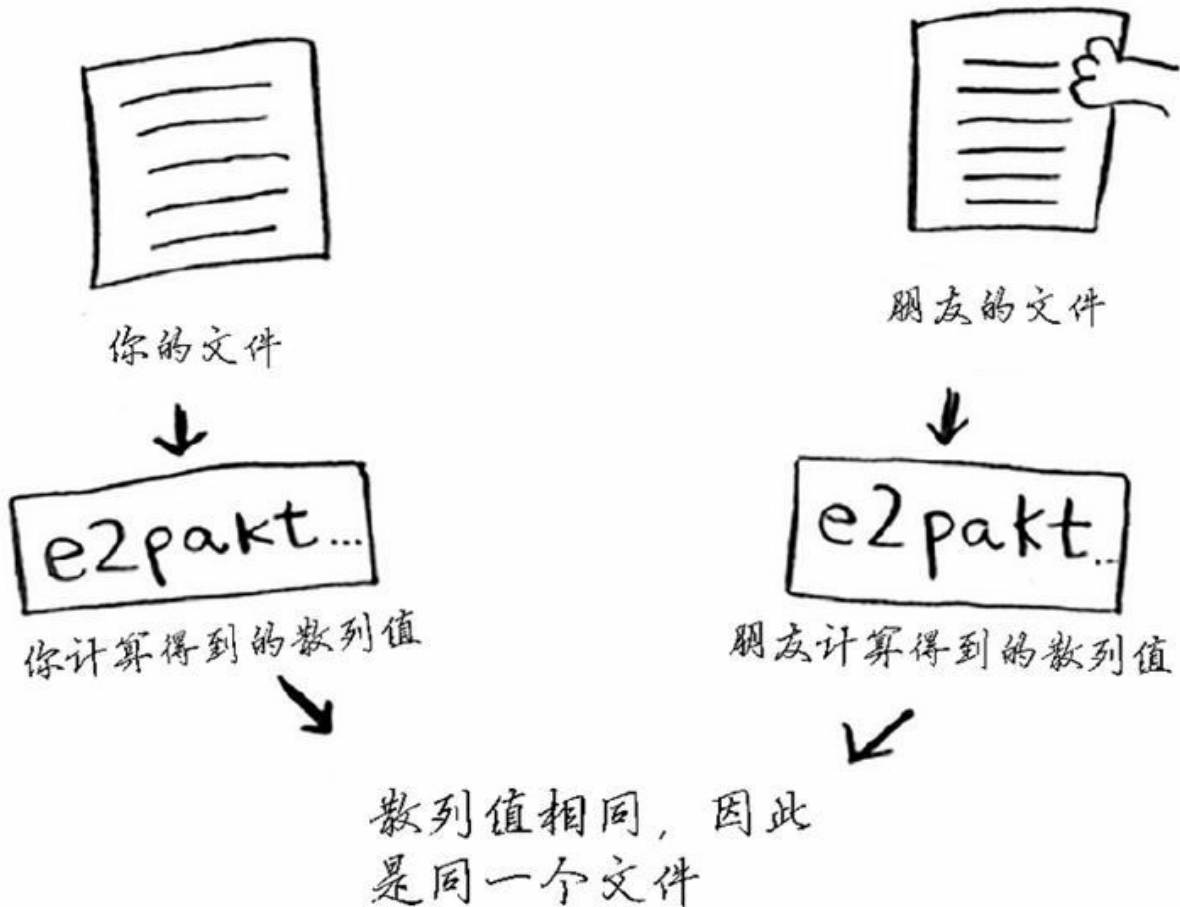 你的文件
朋友的文件
e2pakt...
e2pakt...
你计算得到的散列值
朋友计算得到的散列值
散列值相同，因此
是同一个文件